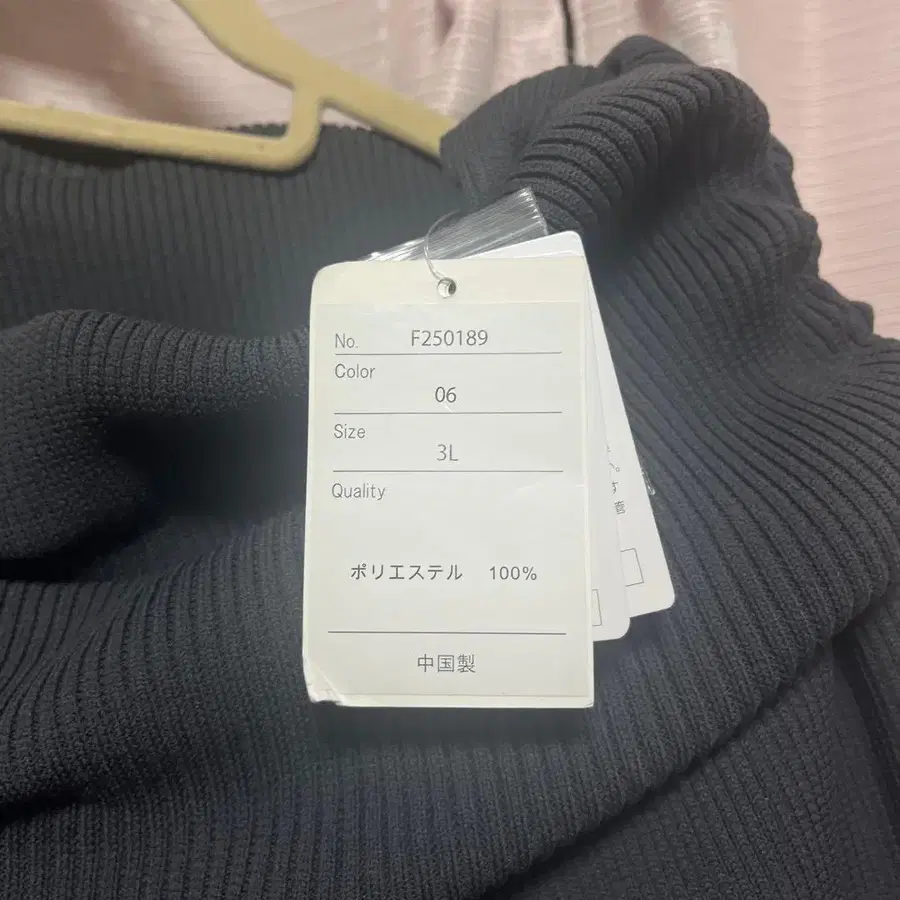 No. F250189
Color
06
Size
3L
Quality
ポリエステル 100%
中国製